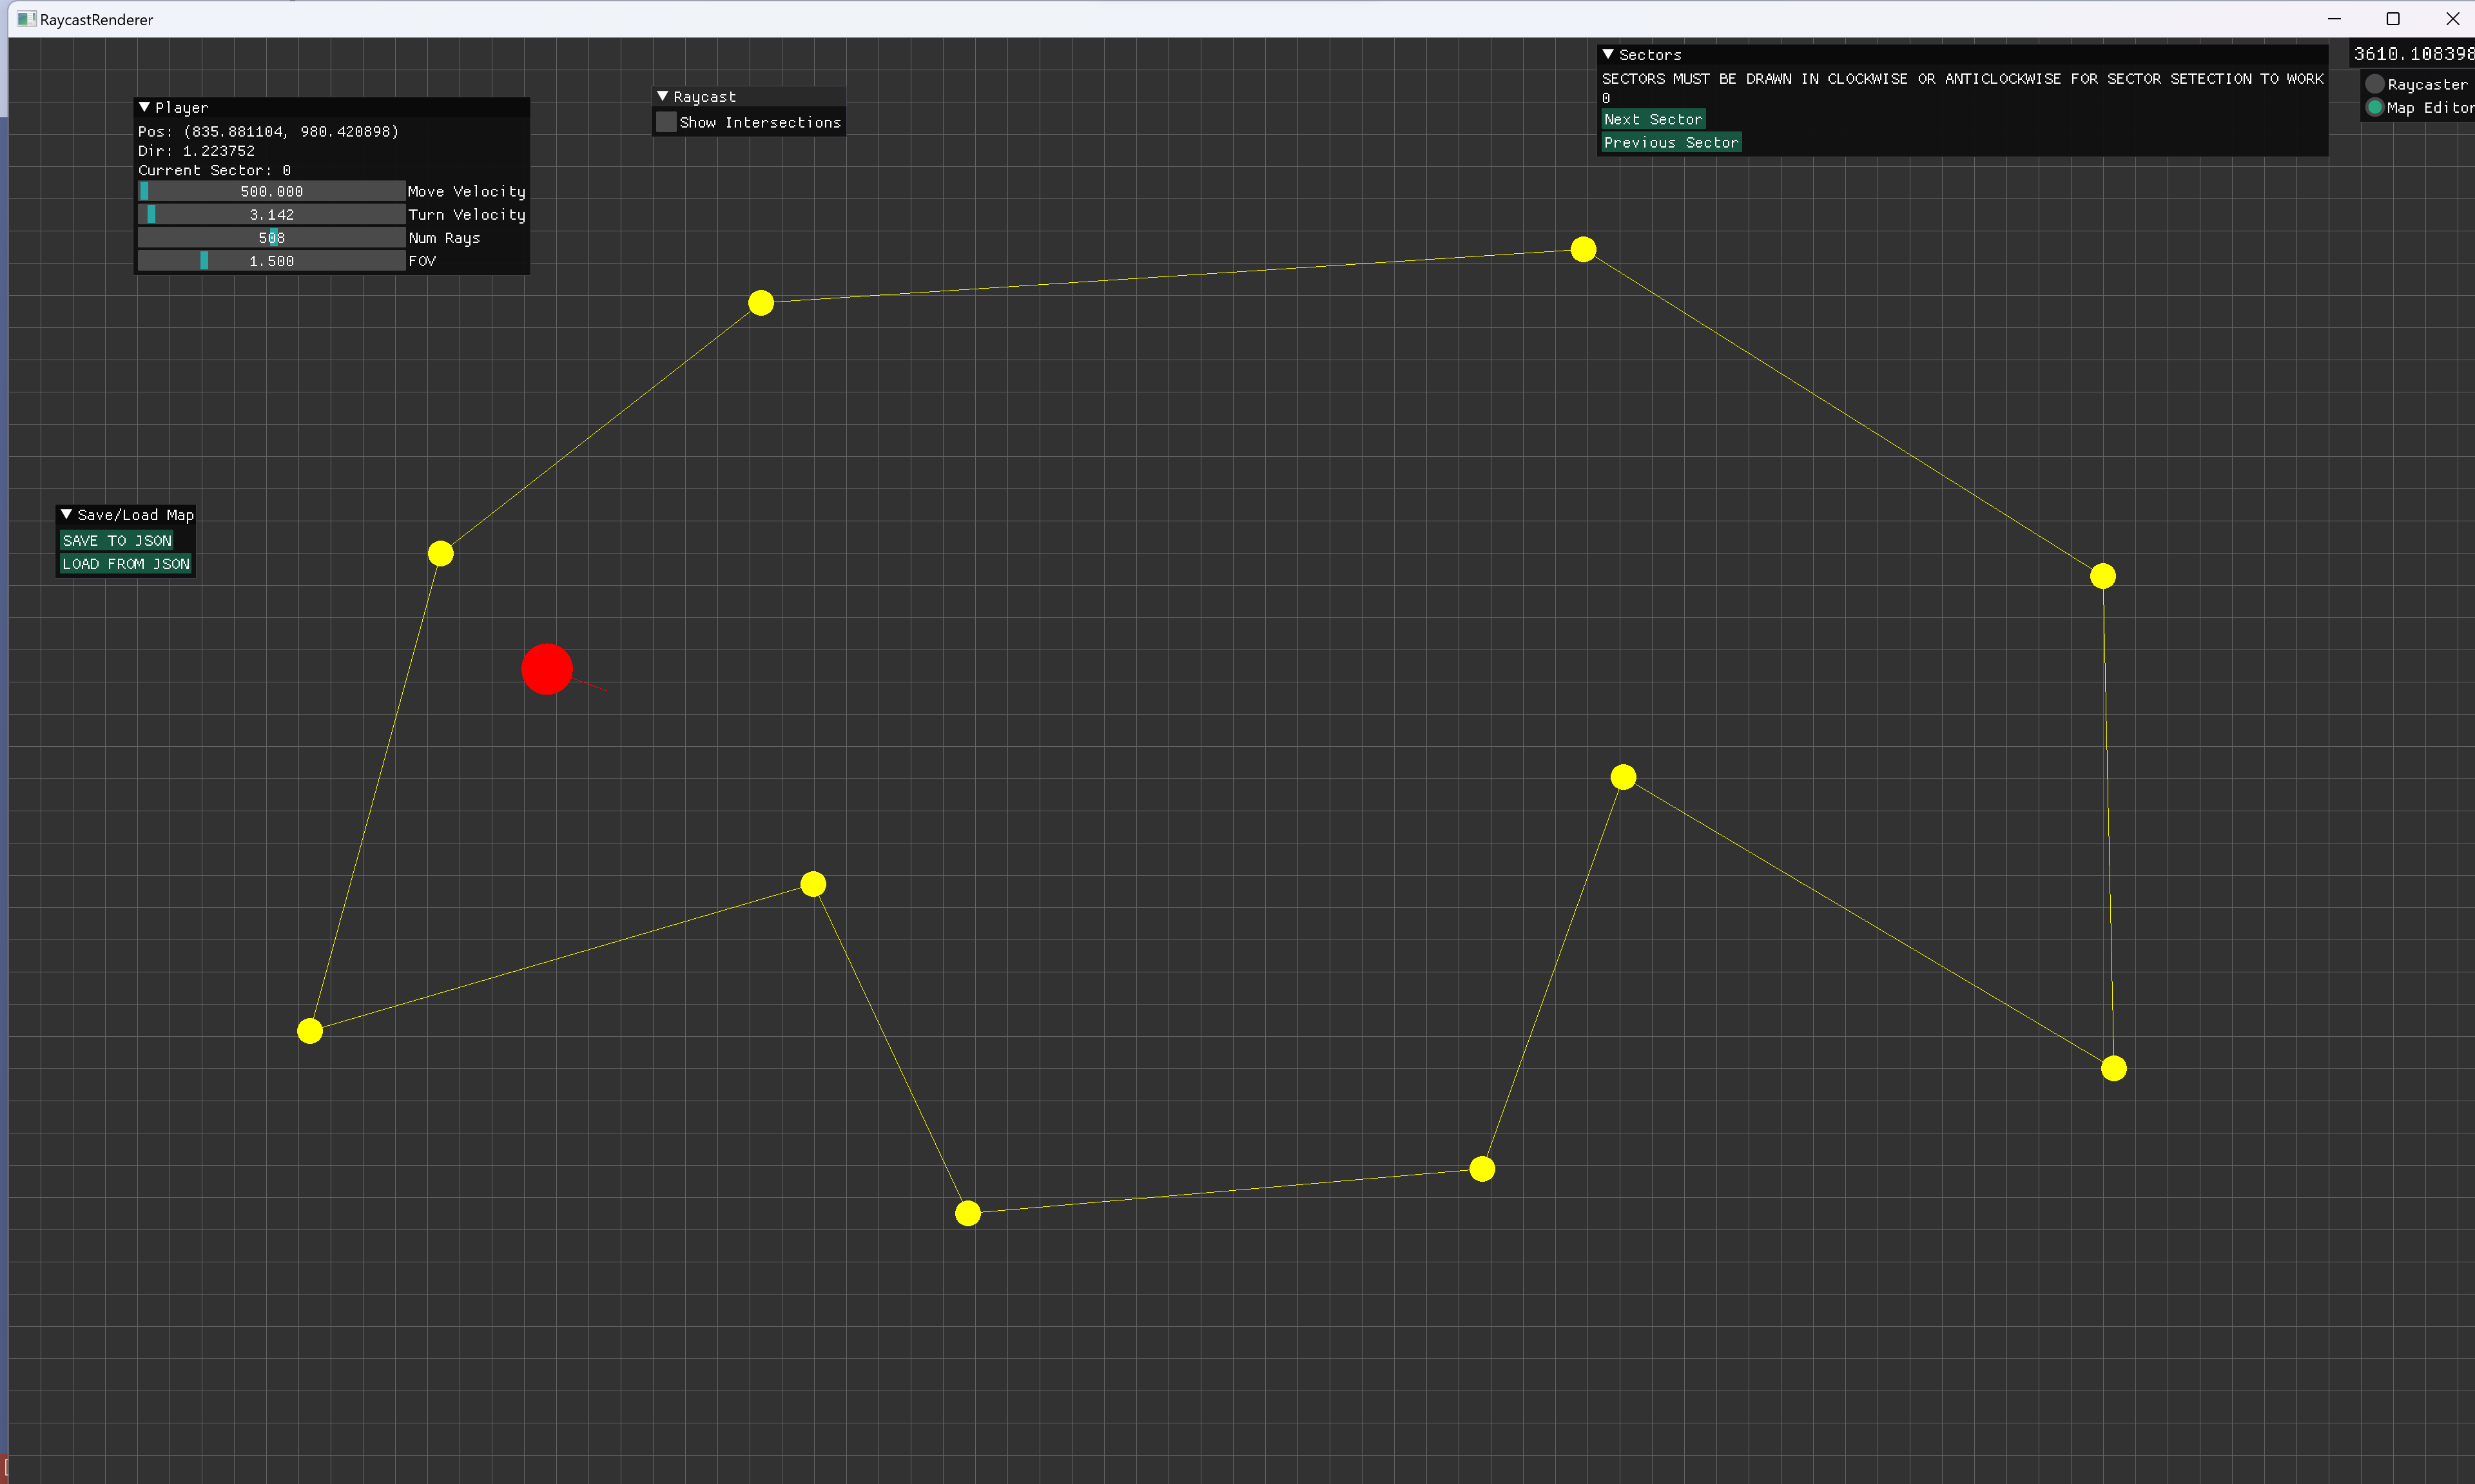 RaycastRenderer
Sectors
SECTORS MUST BE DRAWN IN CLOCKWISE OR ANTICLOCKWISE FOR SECTOR SETECTION TO WORK
0
Next Sector
Previous Sector
3610.108398
Raycaster
Map Editor
Player
Pos: (835.881104, 980.420898)
Dir: 1.223752
Current Sector: 0
500.000 Move Velocity
3.142 Turn Velocity
508 Num Rays
1.500 FOV
Raycast
Show Intersections
Save/Load Map
SAVE TO JSON
LOAD FROM JSON